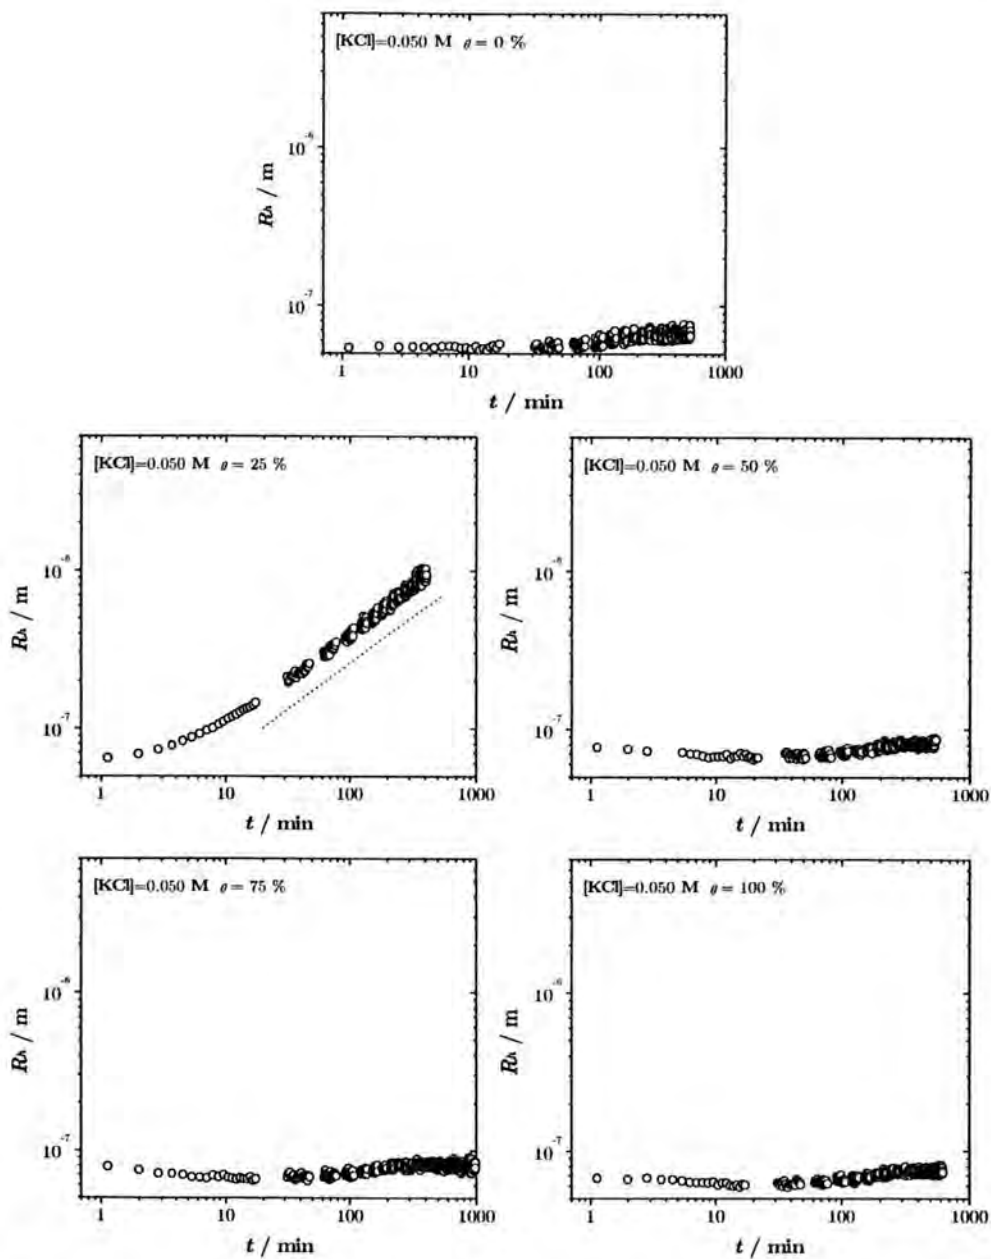 [KCl]=0.050 M θ = 0 %
10⁻⁶
10⁻⁷
Rₕ / m
1 10 100 1000
t / min
[KCl]=0.050 M θ = 25 %
10⁻⁶
10⁻⁷
Rₕ / m
1 10 100 1000
t / min
[KCl]=0.050 M θ = 50 %
10⁻⁶
10⁻⁷
Rₕ / m
1 10 100 1000
t / min
[KCl]=0.050 M θ = 75 %
10⁻⁶
10⁻⁷
Rₕ / m
1 10 100 1000
t / min
[KCl]=0.050 M θ = 100 %
10⁻⁶
10⁻⁷
Rₕ / m
1 10 100 1000
t / min